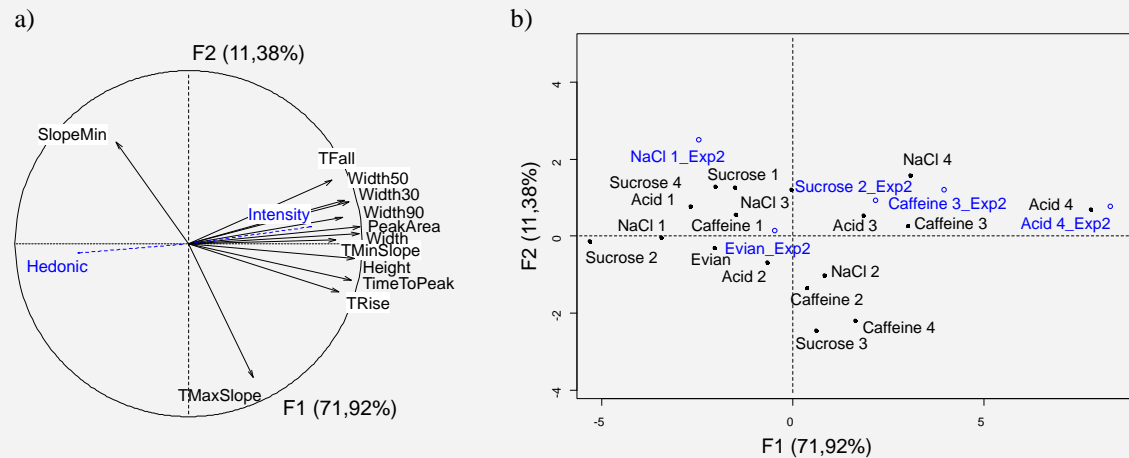 a)
F2 (11,38%)
SlopeMin
TFall
Width50
Width30
Intensity
Width90
PeakArea
Width
TMinSlope
Hedonic
Height
TimeToPeak
TRise
TMaxSlope
F1 (71,92%)
b)
F2 (11,38%)
4
2
0
-2
-4
NaCl 1_Exp2
NaCl 4
Sucrose 4
Sucrose 1
Sucrose 2_Exp2
Acid 1
NaCl 3
Caffeine 3_Exp2
Acid 4
NaCl 1
Caffeine 1
Acid 3
Caffeine 3
Acid 4_Exp2
Sucrose 2
Evian
Evian_Exp2
Acid 2
NaCl 2
Caffeine 2
Sucrose 3
Caffeine 4
-5
0
5
F1 (71,92%)